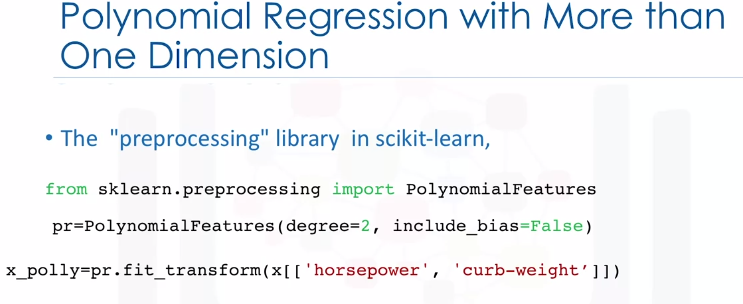 Polynomial Regression with More than
One Dimension
• The "preprocessing" library in scikit-learn,
from sklearn.preprocessing import PolynomialFeatures
pr=PolynomialFeatures(degree=2, include_bias=False)
x_polly=pr.fit_transform(x[['horsepower', 'curb-weight’]])